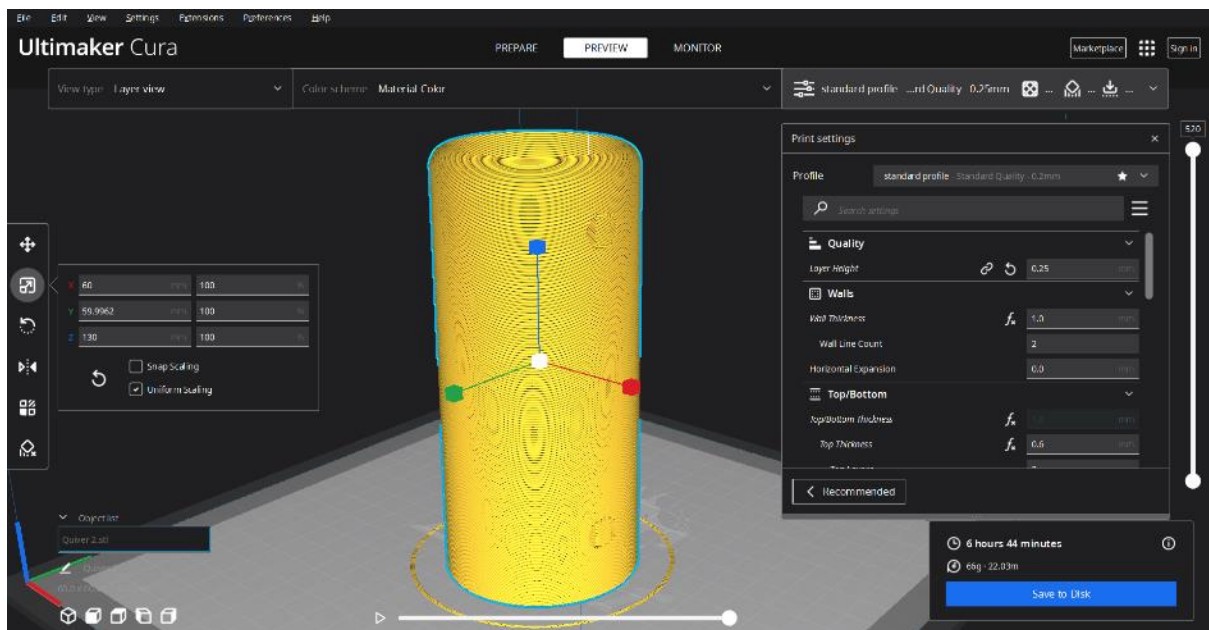 File Edit View Settings Extensions Preferences Help
Ultimaker Cura PREPARE PREVIEW MONITOR Marketplace Sign in
View type Layer view Color scheme Material Color standard profile ...rd Quality 0.25mm ... ... ...
520
Print settings
Profile standard profile - Standard Quality - 0.2mm
Search settings
Quality
Layer Height 0.25 mm
Walls
Wall Thickness 1.0 mm
Wall Line Count 2
Horizontal Expansion 0.0 mm
Top/Bottom
Top/Bottom Thickness mm
Top Thickness 0.6 mm
Top Layers
Recommended
X 60 mm 100 %
Y 59.9962 mm 100 %
Z 130 mm 100 %
Snap Scaling
Uniform Scaling
Object list
Quiver 2.stl
6 hours 44 minutes
66g · 22.03m
Save to Disk